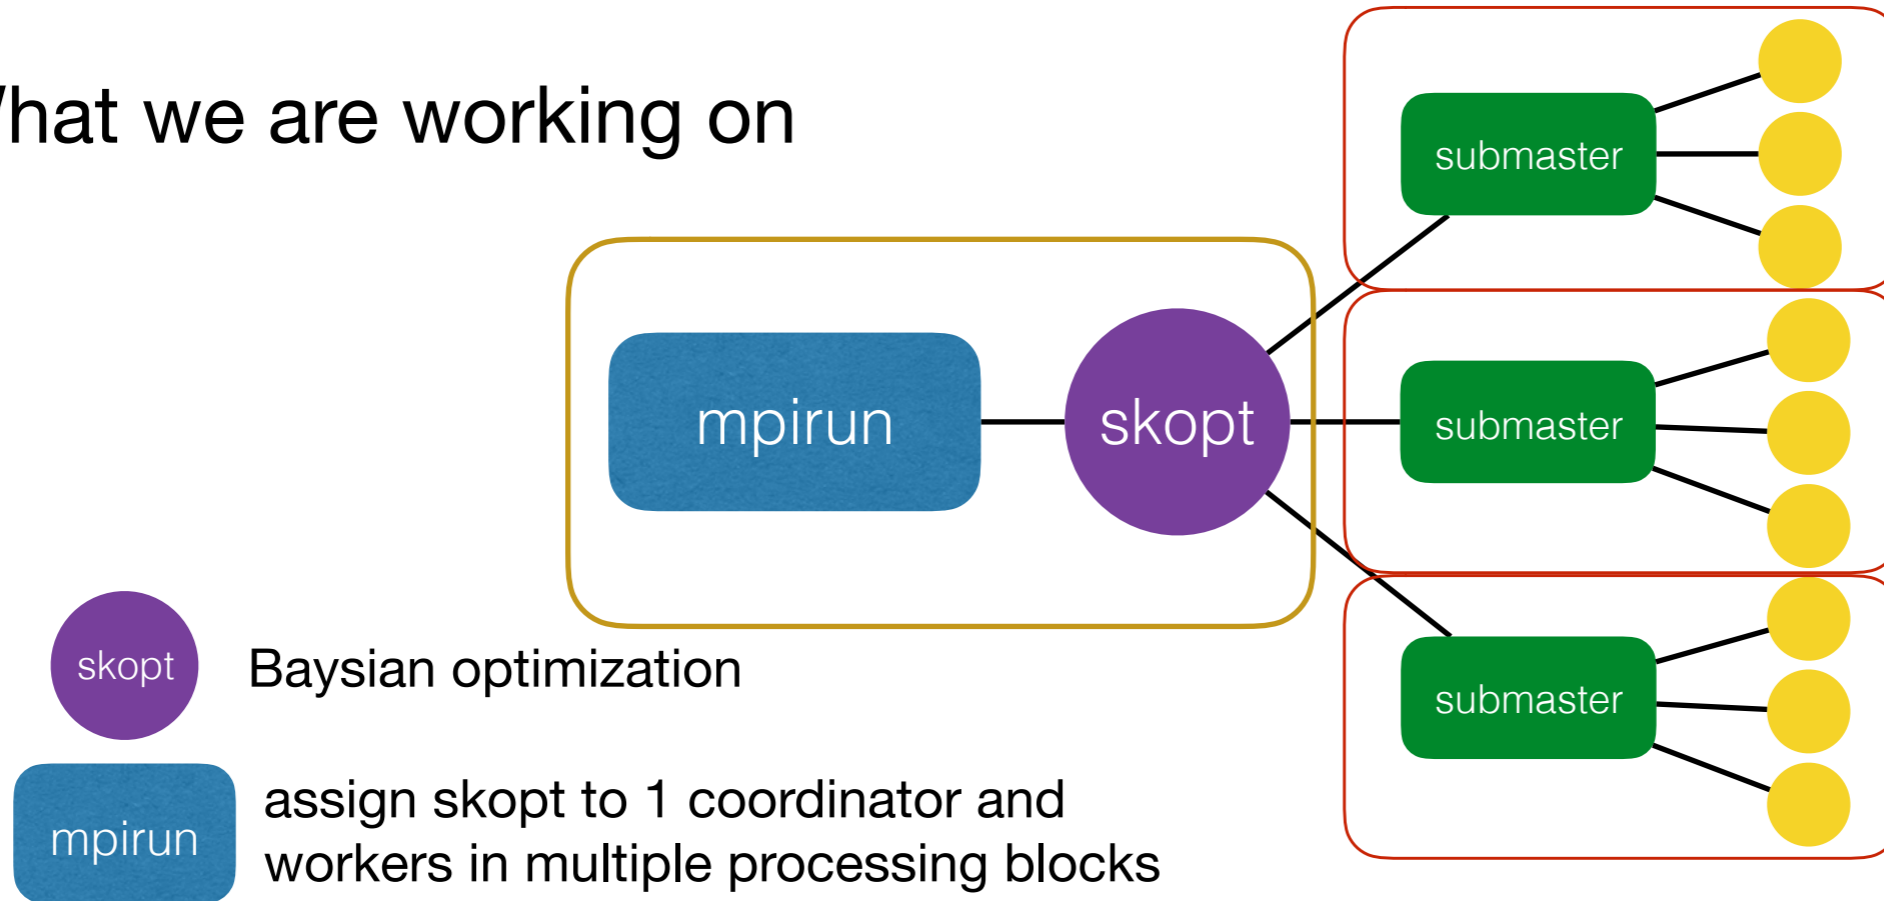 What we are working on
submaster
mpirun
skopt
submaster
submaster
skopt
Baysian optimization
mpirun
assign skopt to 1 coordinator and
workers in multiple processing blocks